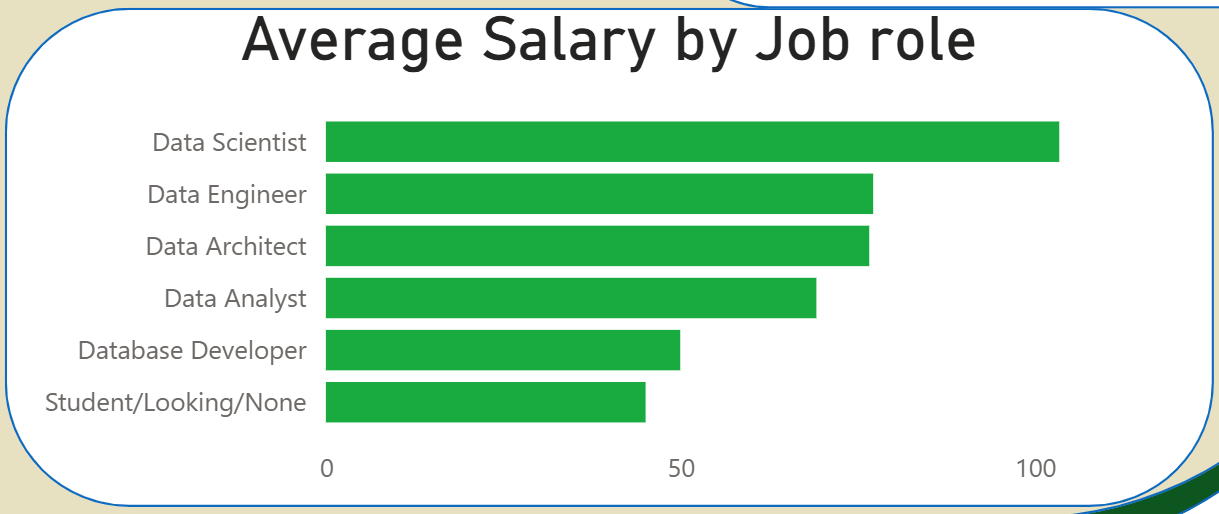 Average Salary by Job role
Data Scientist
Data Engineer
Data Architect
Data Analyst
Database Developer
Student/Looking/None
0 50 100